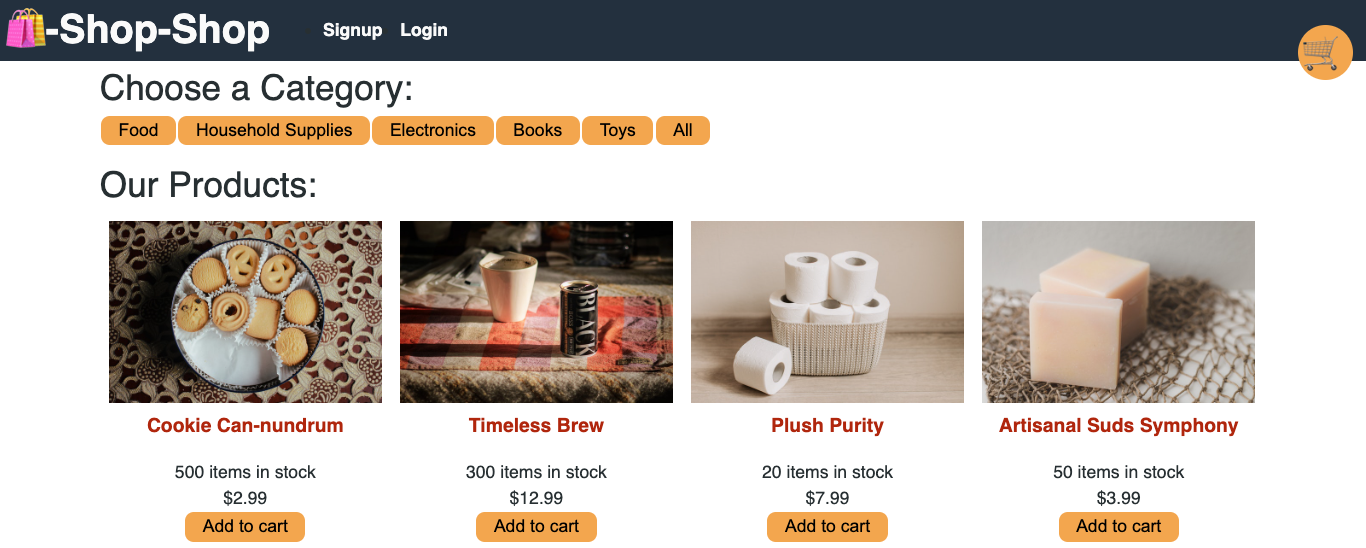 -Shop-Shop
Signup Login
Choose a Category:
Food Household Supplies Electronics Books Toys All
Our Products:
BLACK
Cookie Can-nundrum Timeless Brew Plush Purity Artisanal Suds Symphony
500 items in stock 300 items in stock 20 items in stock 50 items in stock
$2.99 $12.99 $7.99 $3.99
Add to cart Add to cart Add to cart Add to cart